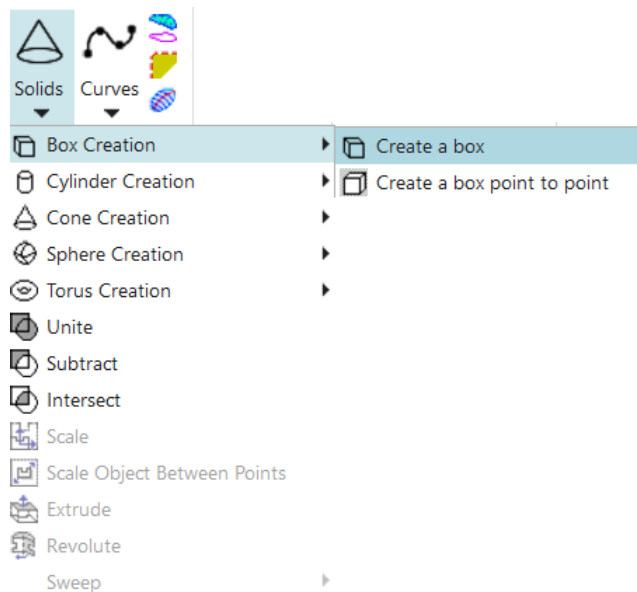 Solids Curves
Box Creation
Create a box
Cylinder Creation
Create a box point to point
Cone Creation
Sphere Creation
Torus Creation
Unite
Subtract
Intersect
Scale
Scale Object Between Points
Extrude
Revolute
Sweep